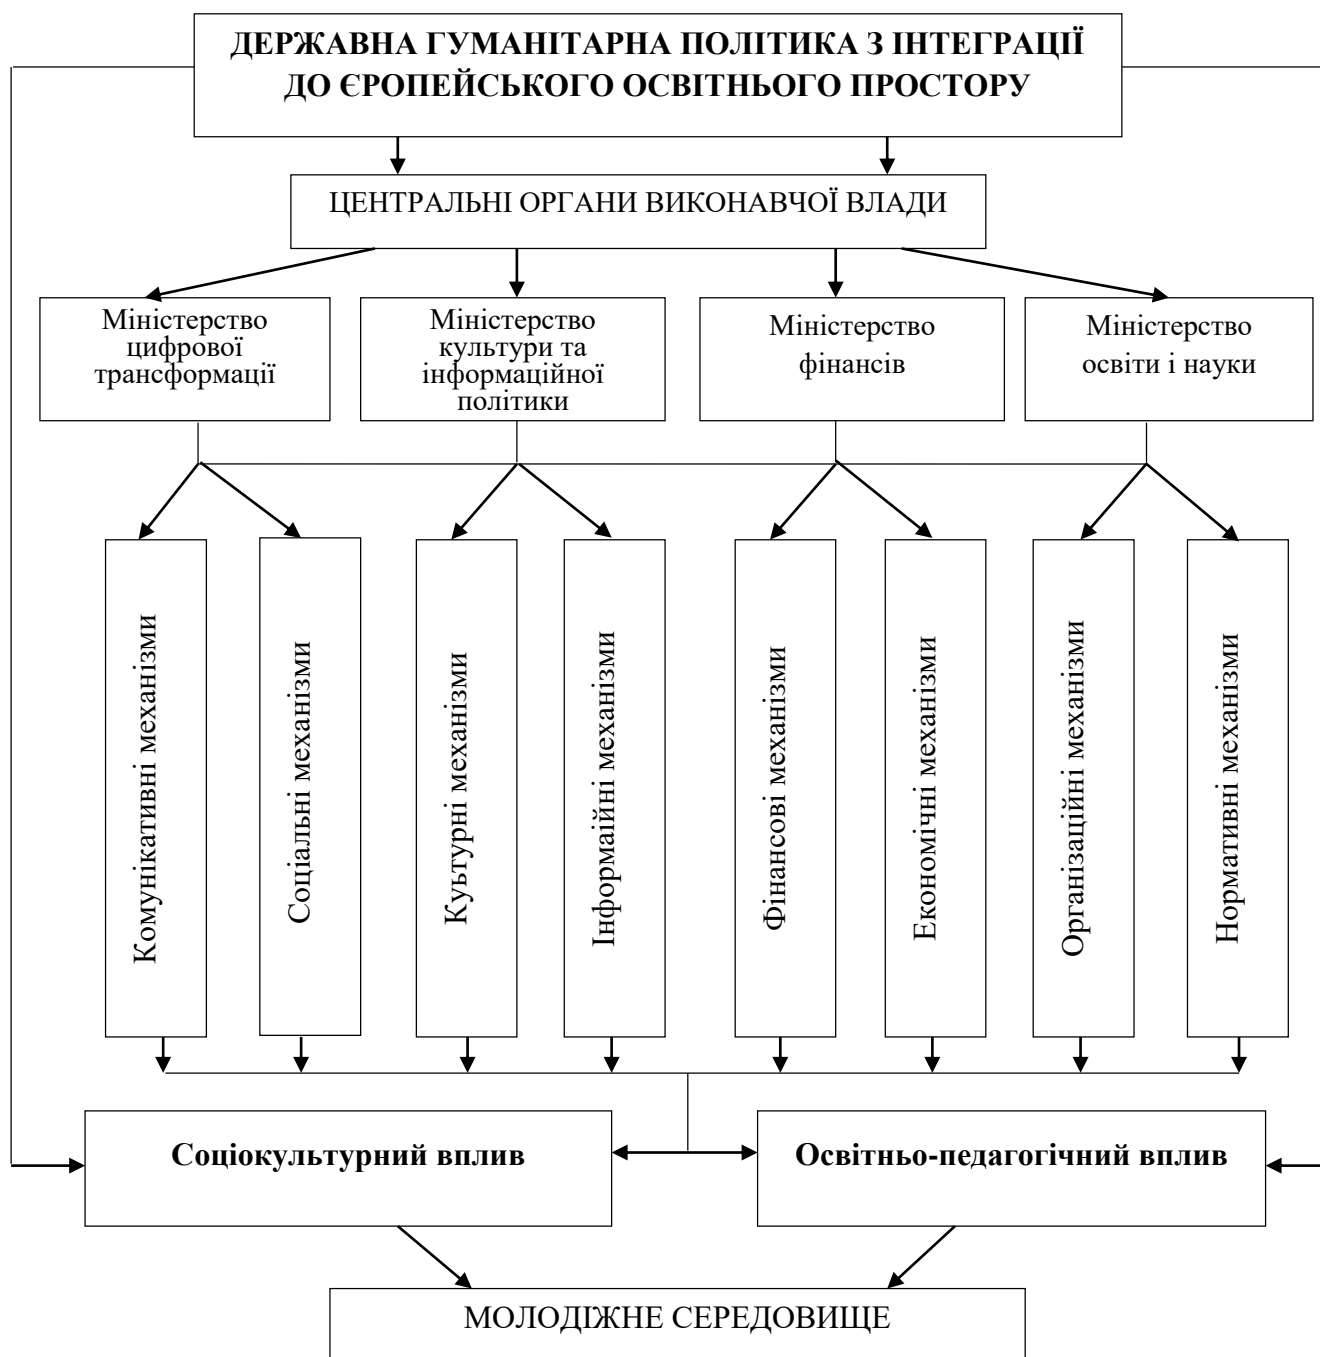 ДЕРЖАВНА ГУМАНІТАРНА ПОЛІТИКА З ІНТЕГРАЦІЇ
ДО ЄРОПЕЙСЬКОГО ОСВІТНЬОГО ПРОСТОРУ
ЦЕНТРАЛЬНІ ОРГАНИ ВИКОНАВЧОЇ ВЛАДИ
Міністерство
цифрової
трансформації
Міністерство
культури та
інформаційної
політики
Міністерство
фінансів
Міністерство
освіти і науки
Комунікативні механізми
Соціальні механізми
Куьтурні механізми
Інформаійні механізми
Фінансові механізми
Економічні механізми
Організаційні механізми
Нормативні механізми
Соціокультурний вплив
Освітньо-педагогічний вплив
МОЛОДІЖНЕ СЕРЕДОВИЩЕ